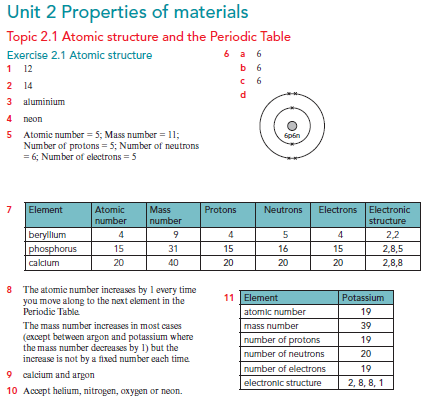 Unit 2 Properties of materials
Topic 2.1 Atomic structure and the Periodic Table
Exercise 2.1 Atomic structure
1 12
2 14
3 aluminium
4 neon
5 Atomic number = 5; Mass number = 11;
Number of protons = 5; Number of neutrons
= 6; Number of electrons = 5
6 a 6
b 6
c 6
d
6p6n
7 Element Atomic number Mass number Protons Neutrons Electrons Electronic structure
beryllium 4 9 4 5 4 2,2
phosphorus 15 31 15 16 15 2,8,5
calcium 20 40 20 20 20 2,8,8
8 The atomic number increases by 1 every time
you move along to the next element in the
Periodic Table.
The mass number increases in most cases
(except between argon and potassium where
the mass number decreases by 1) but the
increase is not by a fixed number each time.
9 calcium and argon
10 Accept helium, nitrogen, oxygen or neon.
11 Element Potassium
atomic number 19
mass number 39
number of protons 19
number of neutrons 20
number of electrons 19
electronic structure 2, 8, 8, 1